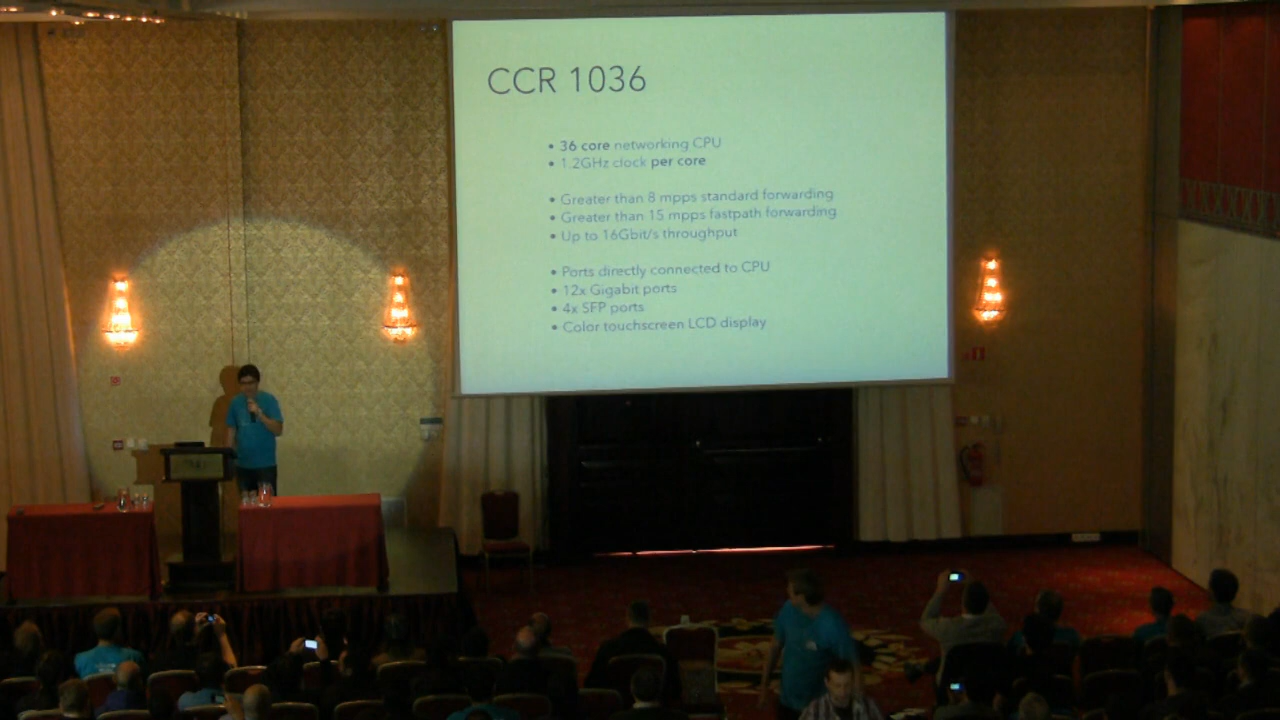 CCR 1036
• 36 core networking CPU
• 1.2GHz clock per core
• Greater than 8 mpps standard forwarding
• Greater than 15 mpps fastpath forwarding
• Up to 16Gbit/s throughput
• Ports directly connected to CPU
• 12x Gigabit ports
• 4x SFP ports
• Color touchscreen LCD display